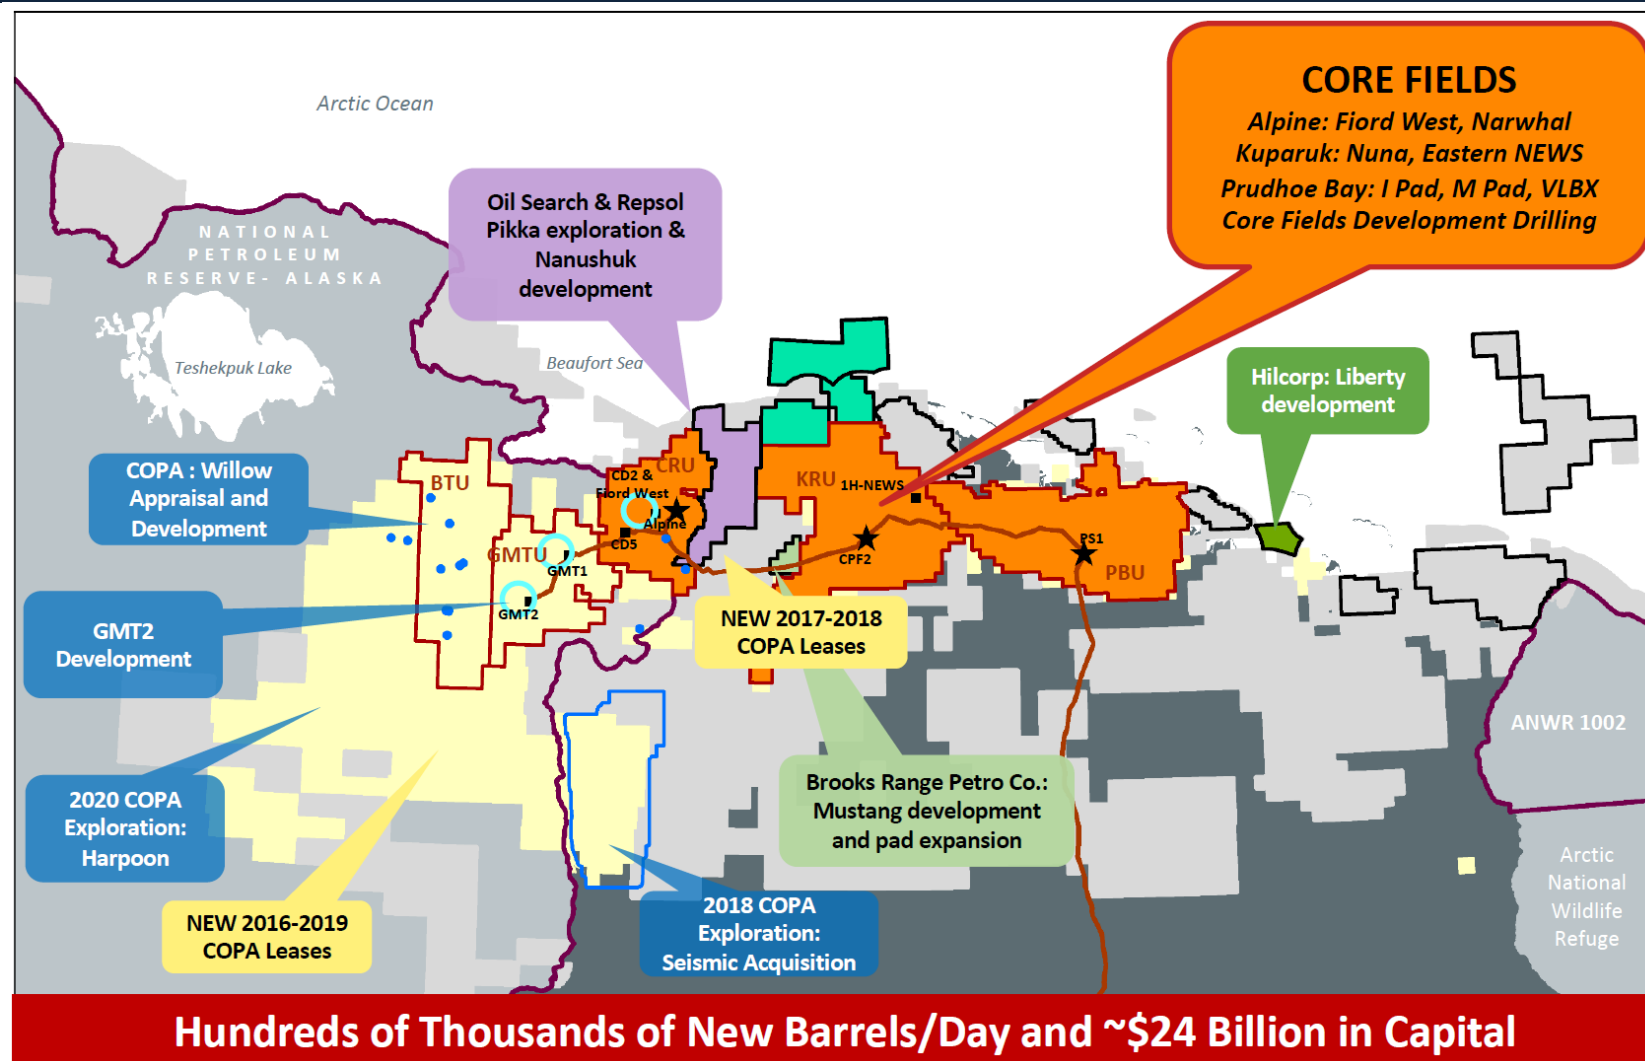 Arctic Ocean
CORE FIELDS
Alpine: Fiord West, Narwhal
Kuparuk: Nuna, Eastern NEWS
Prudhoe Bay: I Pad, M Pad, VLBX
Core Fields Development Drilling
Oil Search & Repsol
Pikka exploration &
Nanushuk
development
NATIONAL
PETROLEUM
RESERVE- ALASKA
Teshekpuk Lake
Beaufort Sea
Hilcorp: Liberty
development
COPA : Willow
Appraisal and
Development
BTU
CRU
CD2 &
Fiord West
Alpine
CD5
KRU
1H-NEWS
CPF2
PS1
PBU
GMTU
GMT1
GMT2
GMT2
Development
NEW 2017-2018
COPA Leases
ANWR 1002
2020 COPA
Exploration:
Harpoon
Brooks Range Petro Co.:
Mustang development
and pad expansion
NEW 2016-2019
COPA Leases
2018 COPA
Exploration:
Seismic Acquisition
Arctic
National
Wildlife
Refuge
Hundreds of Thousands of New Barrels/Day and ~$24 Billion in Capital